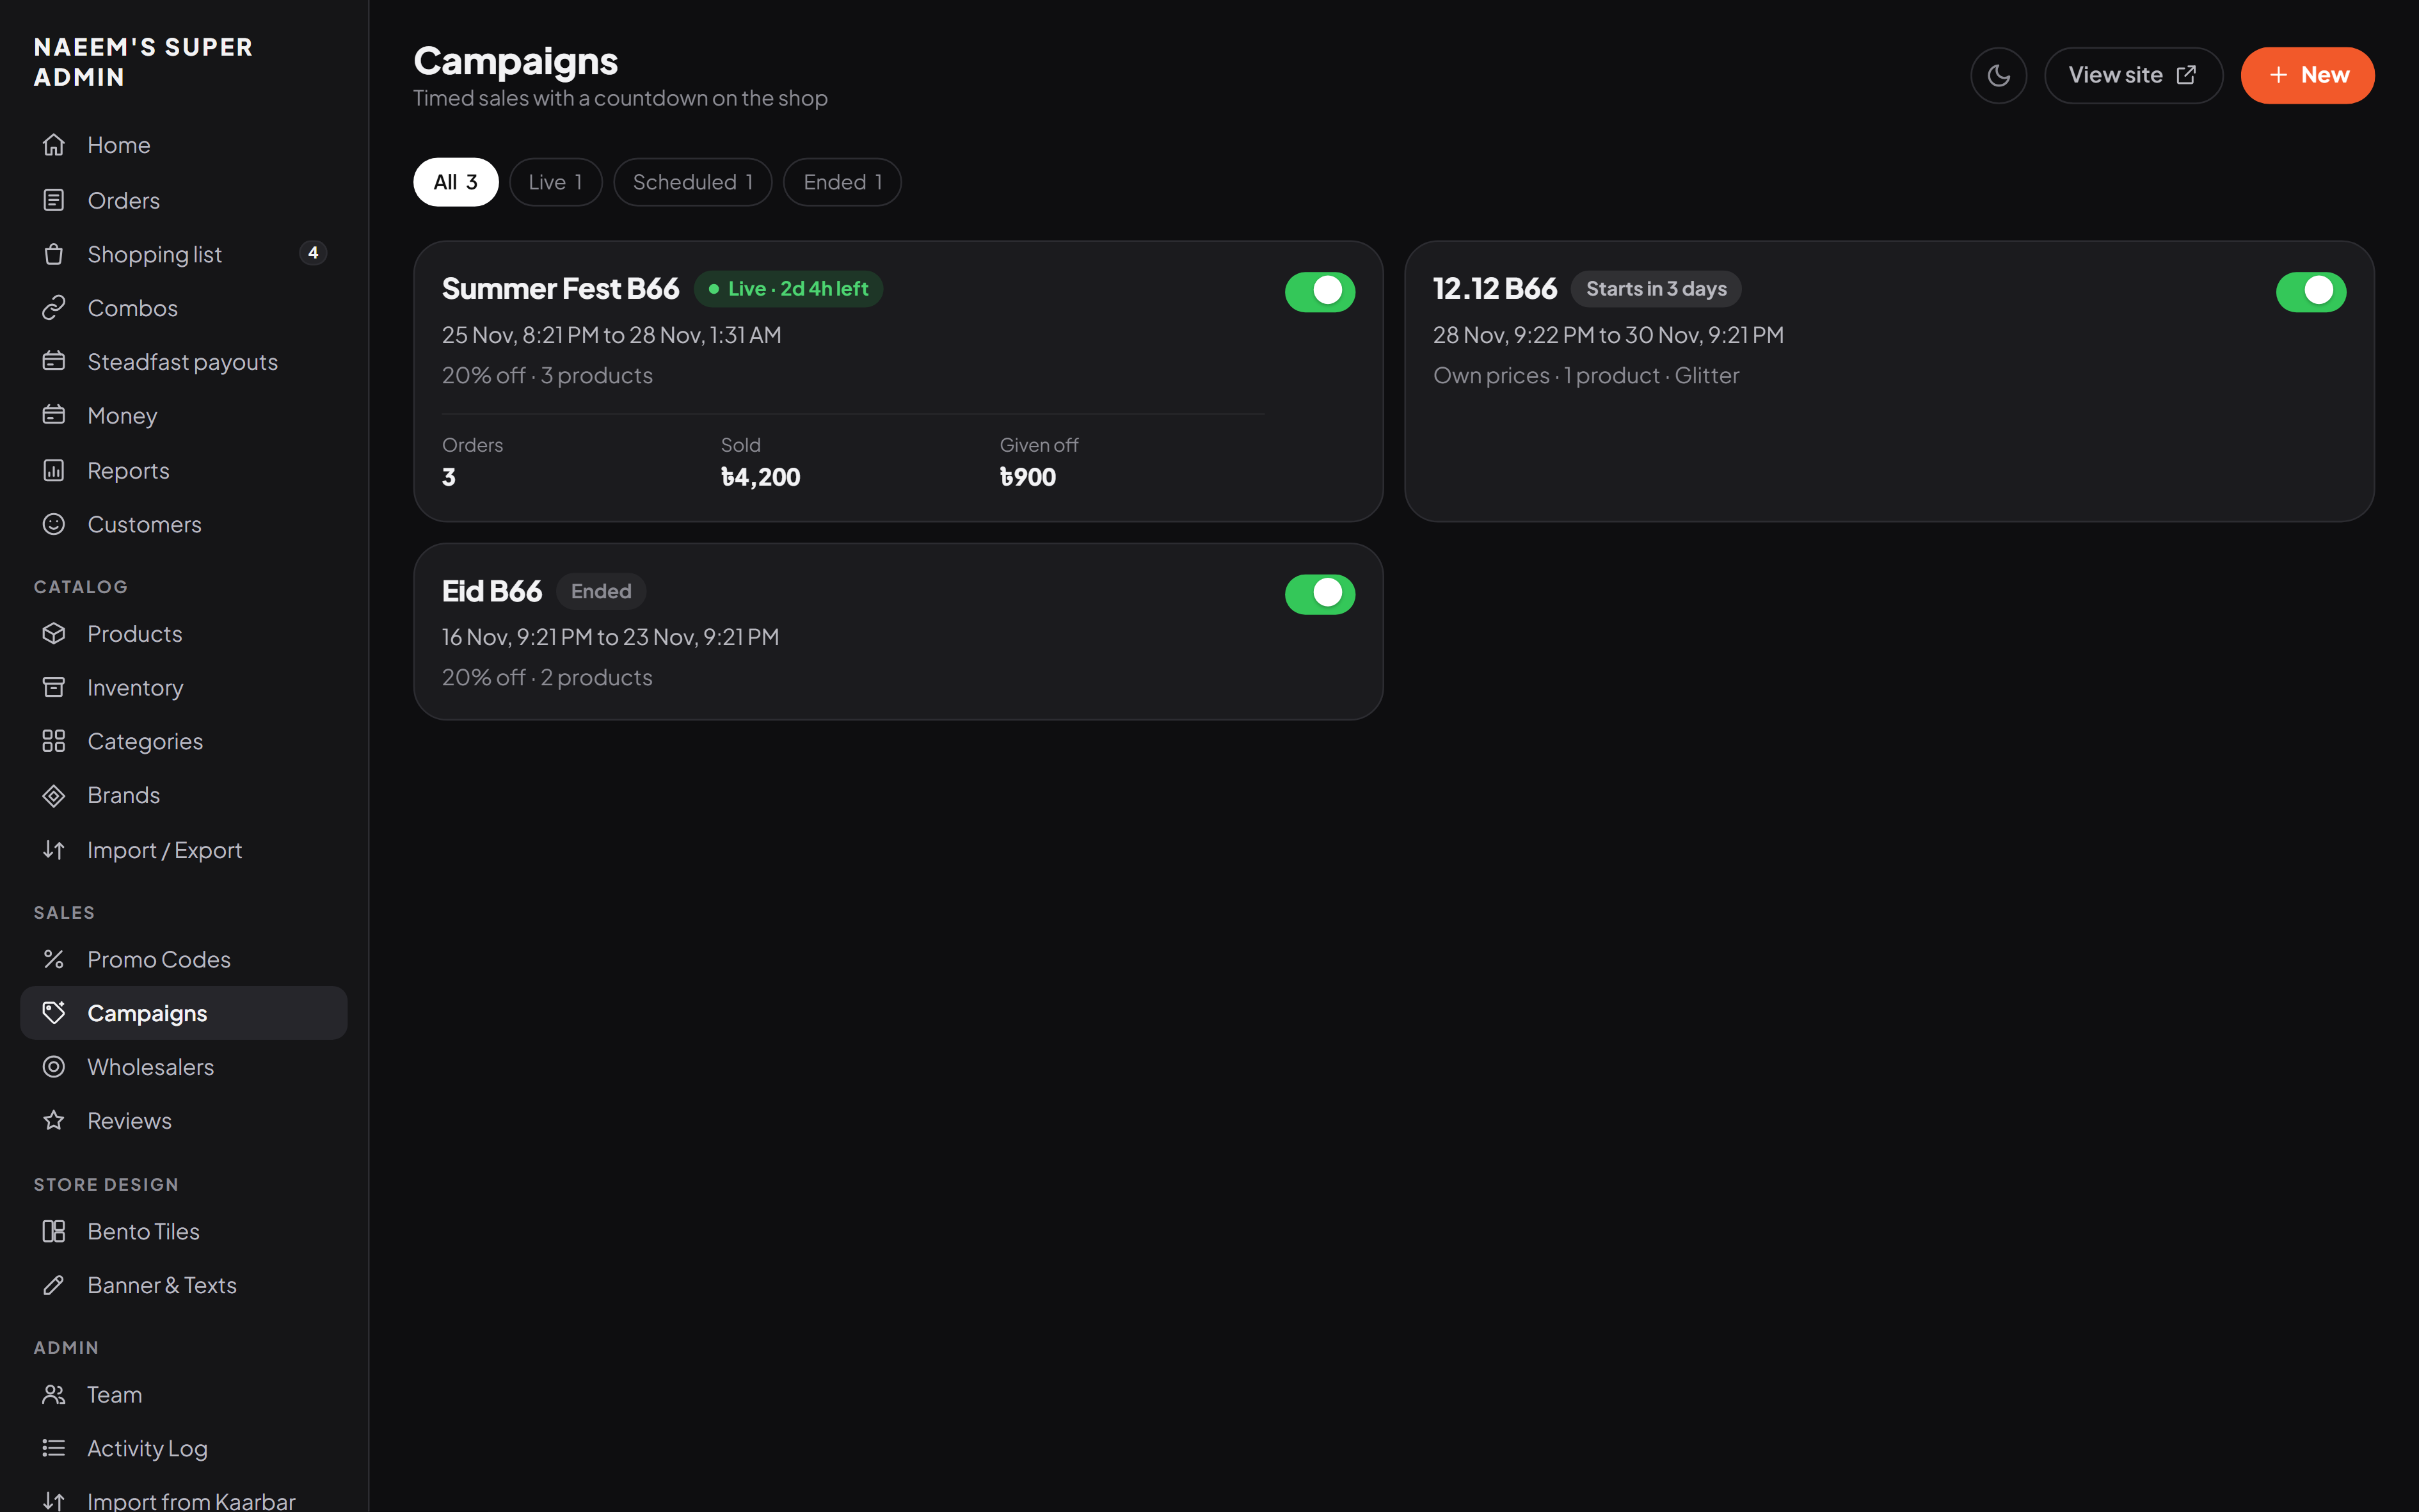 NAEEM'S SUPER
ADMIN
Home
Orders
Shopping list 4
Combos
Steadfast payouts
Money
Reports
Customers
CATALOG
Products
Inventory
Categories
Brands
Import / Export
SALES
Promo Codes
Campaigns
Wholesalers
Reviews
STORE DESIGN
Bento Tiles
Banner & Texts
ADMIN
Team
Activity Log
Import from Kaarbar
Campaigns
Timed sales with a countdown on the shop
View site
+ New
All 3
Live 1
Scheduled 1
Ended 1
Summer Fest B66
Live · 2d 4h left
25 Nov, 8:21 PM to 28 Nov, 1:31 AM
20% off · 3 products
Orders
3
Sold
৳4,200
Given off
৳900
12.12 B66
Starts in 3 days
28 Nov, 9:22 PM to 30 Nov, 9:21 PM
Own prices · 1 product · Glitter
Eid B66
Ended
16 Nov, 9:21 PM to 23 Nov, 9:21 PM
20% off · 2 products